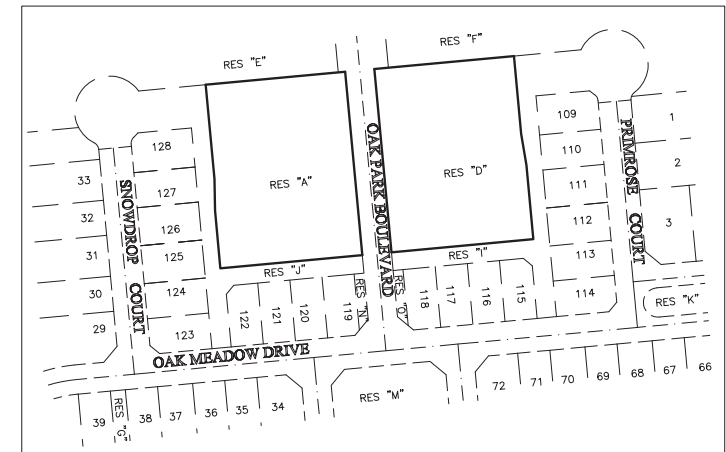 RES "E"
RES "F"
RES "A"
RES "D"
OAK PARK BOULEVARD
SNOWDROP COURT
PRIMROSE COURT
128
127
126
125
124
123
33
32
31
30
29
109
110
111
112
113
114
1
2
3
RES "K"
RES "J"
RES "I"
122
121
120
119
RES "N"
RES "O"
118
117
116
115
OAK MEADOW DRIVE
39
RES "G"
38
37
36
35
34
RES "M"
72
71
70
69
68
67
66